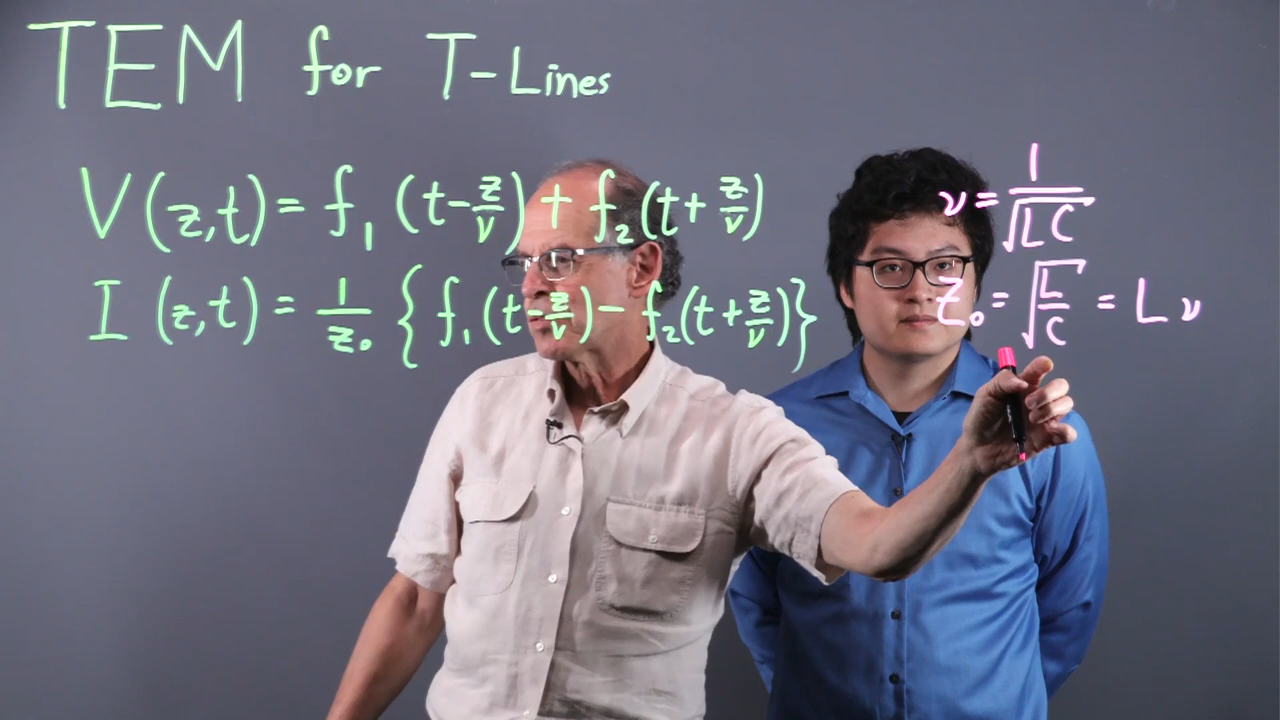 TEM for T-Lines
V(z,t) = f₁(t-z/v) + f₂(t+z/v)
I(z,t) = 1/z₀ {f₁(t-z/v) - f₂(t+z/v)}
v = 1/√(LC)
Z₀ = √(L/C) = Lv